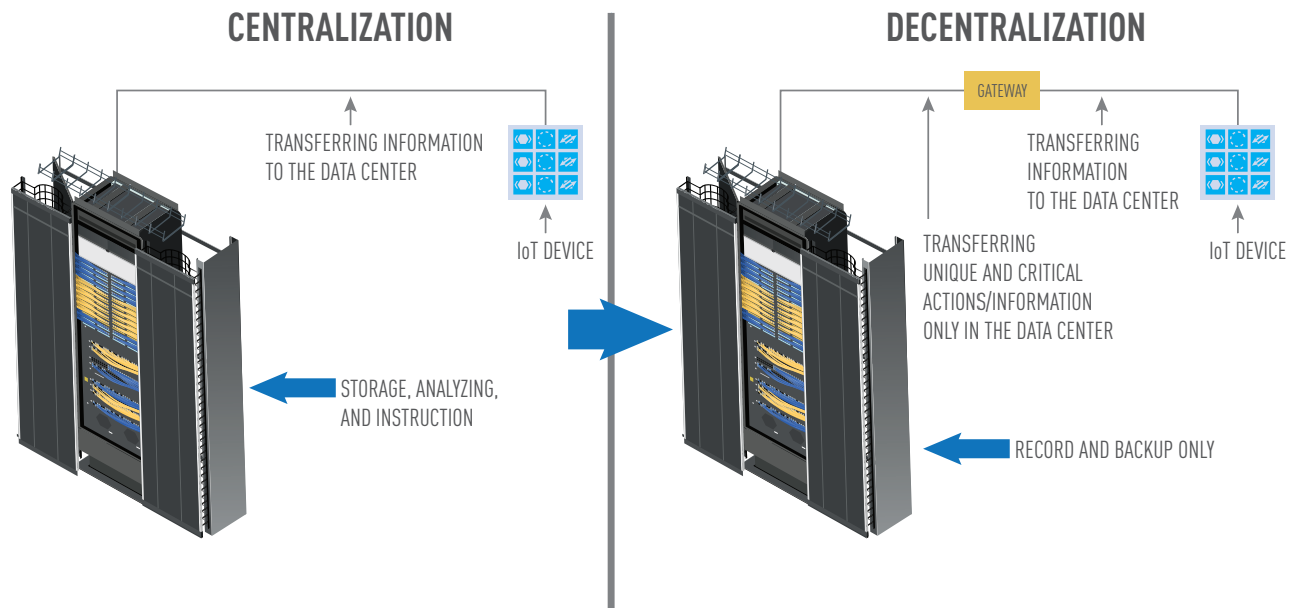 CENTRALIZATION
TRANSFERRING INFORMATION
TO THE DATA CENTER
IoT DEVICE
STORAGE, ANALYZING,
AND INSTRUCTION
DECENTRALIZATION
GATEWAY
TRANSFERRING
INFORMATION
TO THE DATA CENTER
IoT DEVICE
TRANSFERRING
UNIQUE AND CRITICAL
ACTIONS/INFORMATION
ONLY IN THE DATA CENTER
RECORD AND BACKUP ONLY